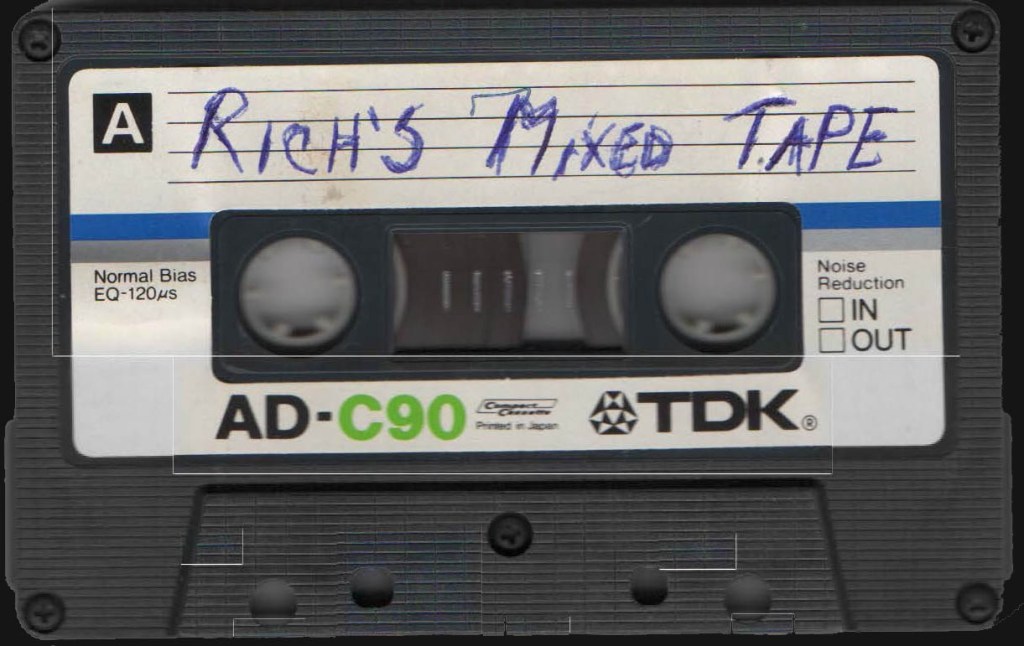 A
RICH'S MIXED TAPE
Normal Bias
EQ-120µs
Noise
Reduction
IN
OUT
AD-C90
Compact
Cassette
Printed in Japan
TDK®